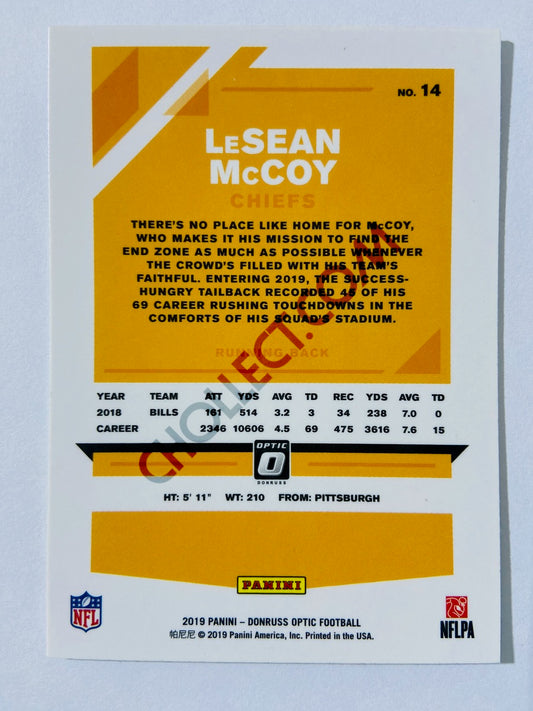 NO. 14
LeSEAN
McCOY
CHIEFS
THERE'S NO PLACE LIKE HOME FOR McCOY,
WHO MAKES IT HIS MISSION TO FIND THE
END ZONE AS MUCH AS POSSIBLE WHENEVER
THE CROWD'S FILLED WITH HIS TEAM'S
FAITHFUL. ENTERING 2019, THE SUCCESS-
HUNGRY TAILBACK RECORDED 45 OF HIS
69 CAREER RUSHING TOUCHDOWNS IN THE
COMFORTS OF HIS SQUAD'S STADIUM.
RUNNING BACK
YEAR TEAM ATT YDS AVG TD REC YDS AVG TD
2018 BILLS 161 514 3.2 3 34 238 7.0 0
CAREER 2346 10606 4.5 69 475 3616 7.6 15
OPTIC
DONRUSS
HT: 5' 11" WT: 210 FROM: PITTSBURGH
PANINI
NFL
NFLPA
2019 PANINI – DONRUSS OPTIC FOOTBALL
帕尼尼 © 2019 Panini America, Inc. Printed in the USA.
CHOLLECT.COM